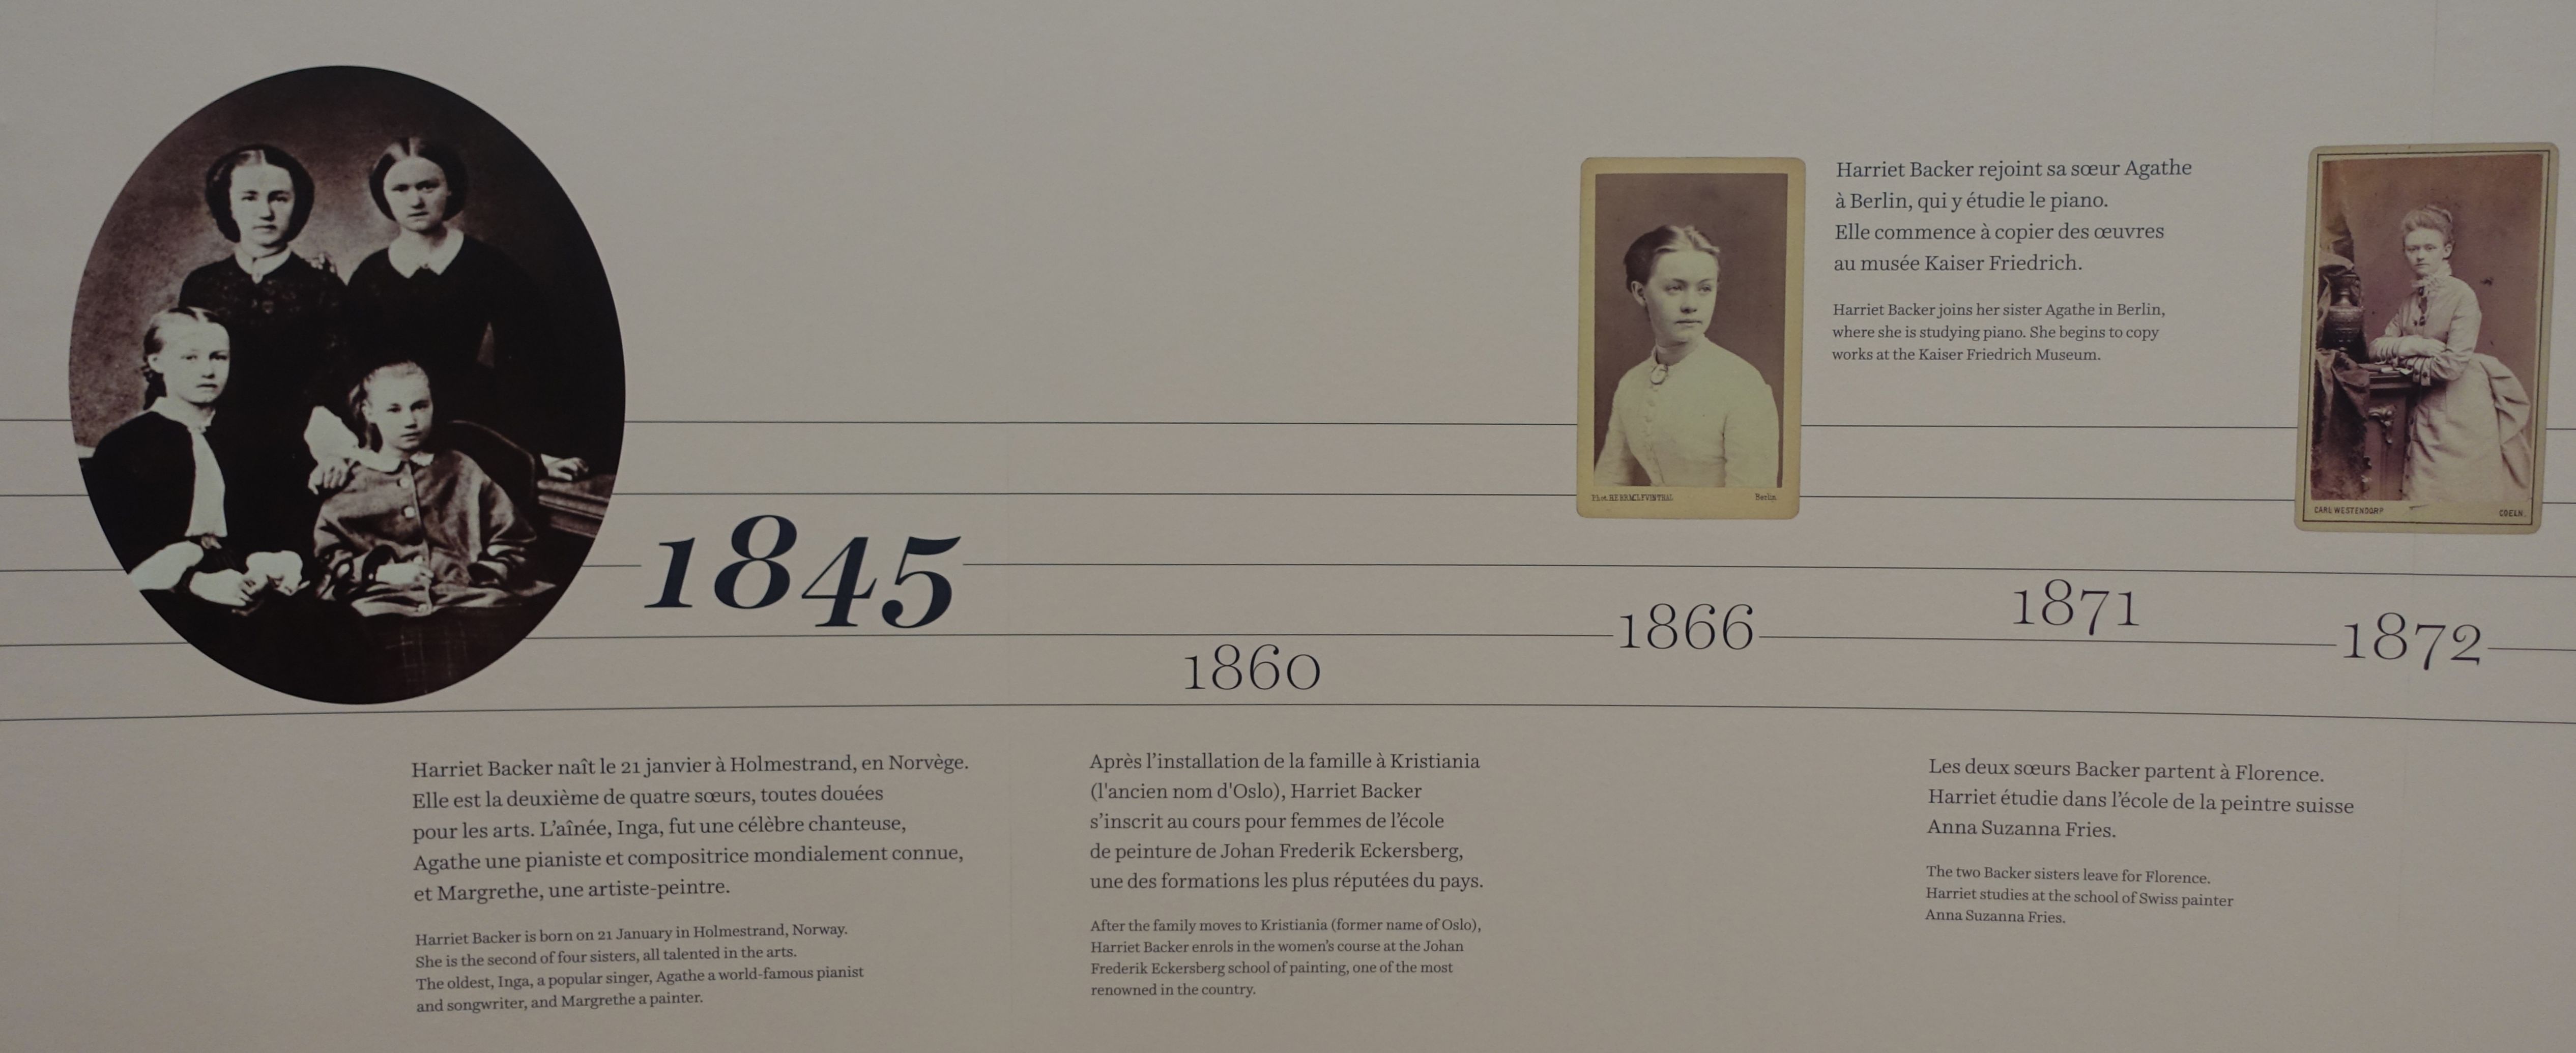 1845
Harriet Backer naît le 21 janvier à Holmestrand, en Norvège.
Elle est la deuxième de quatre sœurs, toutes douées
pour les arts. L’aînée, Inga, fut une célèbre chanteuse,
Agathe une pianiste et compositrice mondialement connue,
et Margrethe, une artiste-peintre.
Harriet Backer is born on 21 January in Holmestrand, Norway.
She is the second of four sisters, all talented in the arts.
The oldest, Inga, a popular singer, Agathe a world-famous pianist
and songwriter, and Margrethe a painter.
1860
Après l’installation de la famille à Kristiania
(l'ancien nom d'Oslo), Harriet Backer
s’inscrit au cours pour femmes de l’école
de peinture de Johan Frederik Eckersberg,
une des formations les plus réputées du pays.
After the family moves to Kristiania (former name of Oslo),
Harriet Backer enrols in the women’s course at the Johan
Frederik Eckersberg school of painting, one of the most
renowned in the country.
Berlin
1866
Harriet Backer rejoint sa sœur Agathe
à Berlin, qui y étudie le piano.
Elle commence à copier des œuvres
au musée Kaiser Friedrich.
Harriet Backer joins her sister Agathe in Berlin,
where she is studying piano. She begins to copy
works at the Kaiser Friedrich Museum.
1871
Les deux sœurs Backer partent à Florence.
Harriet étudie dans l’école de la peintre suisse
Anna Suzanna Fries.
The two Backer sisters leave for Florence.
Harriet studies at the school of Swiss painter
Anna Suzanna Fries.
CARL WESTENDORP COELN.
1872